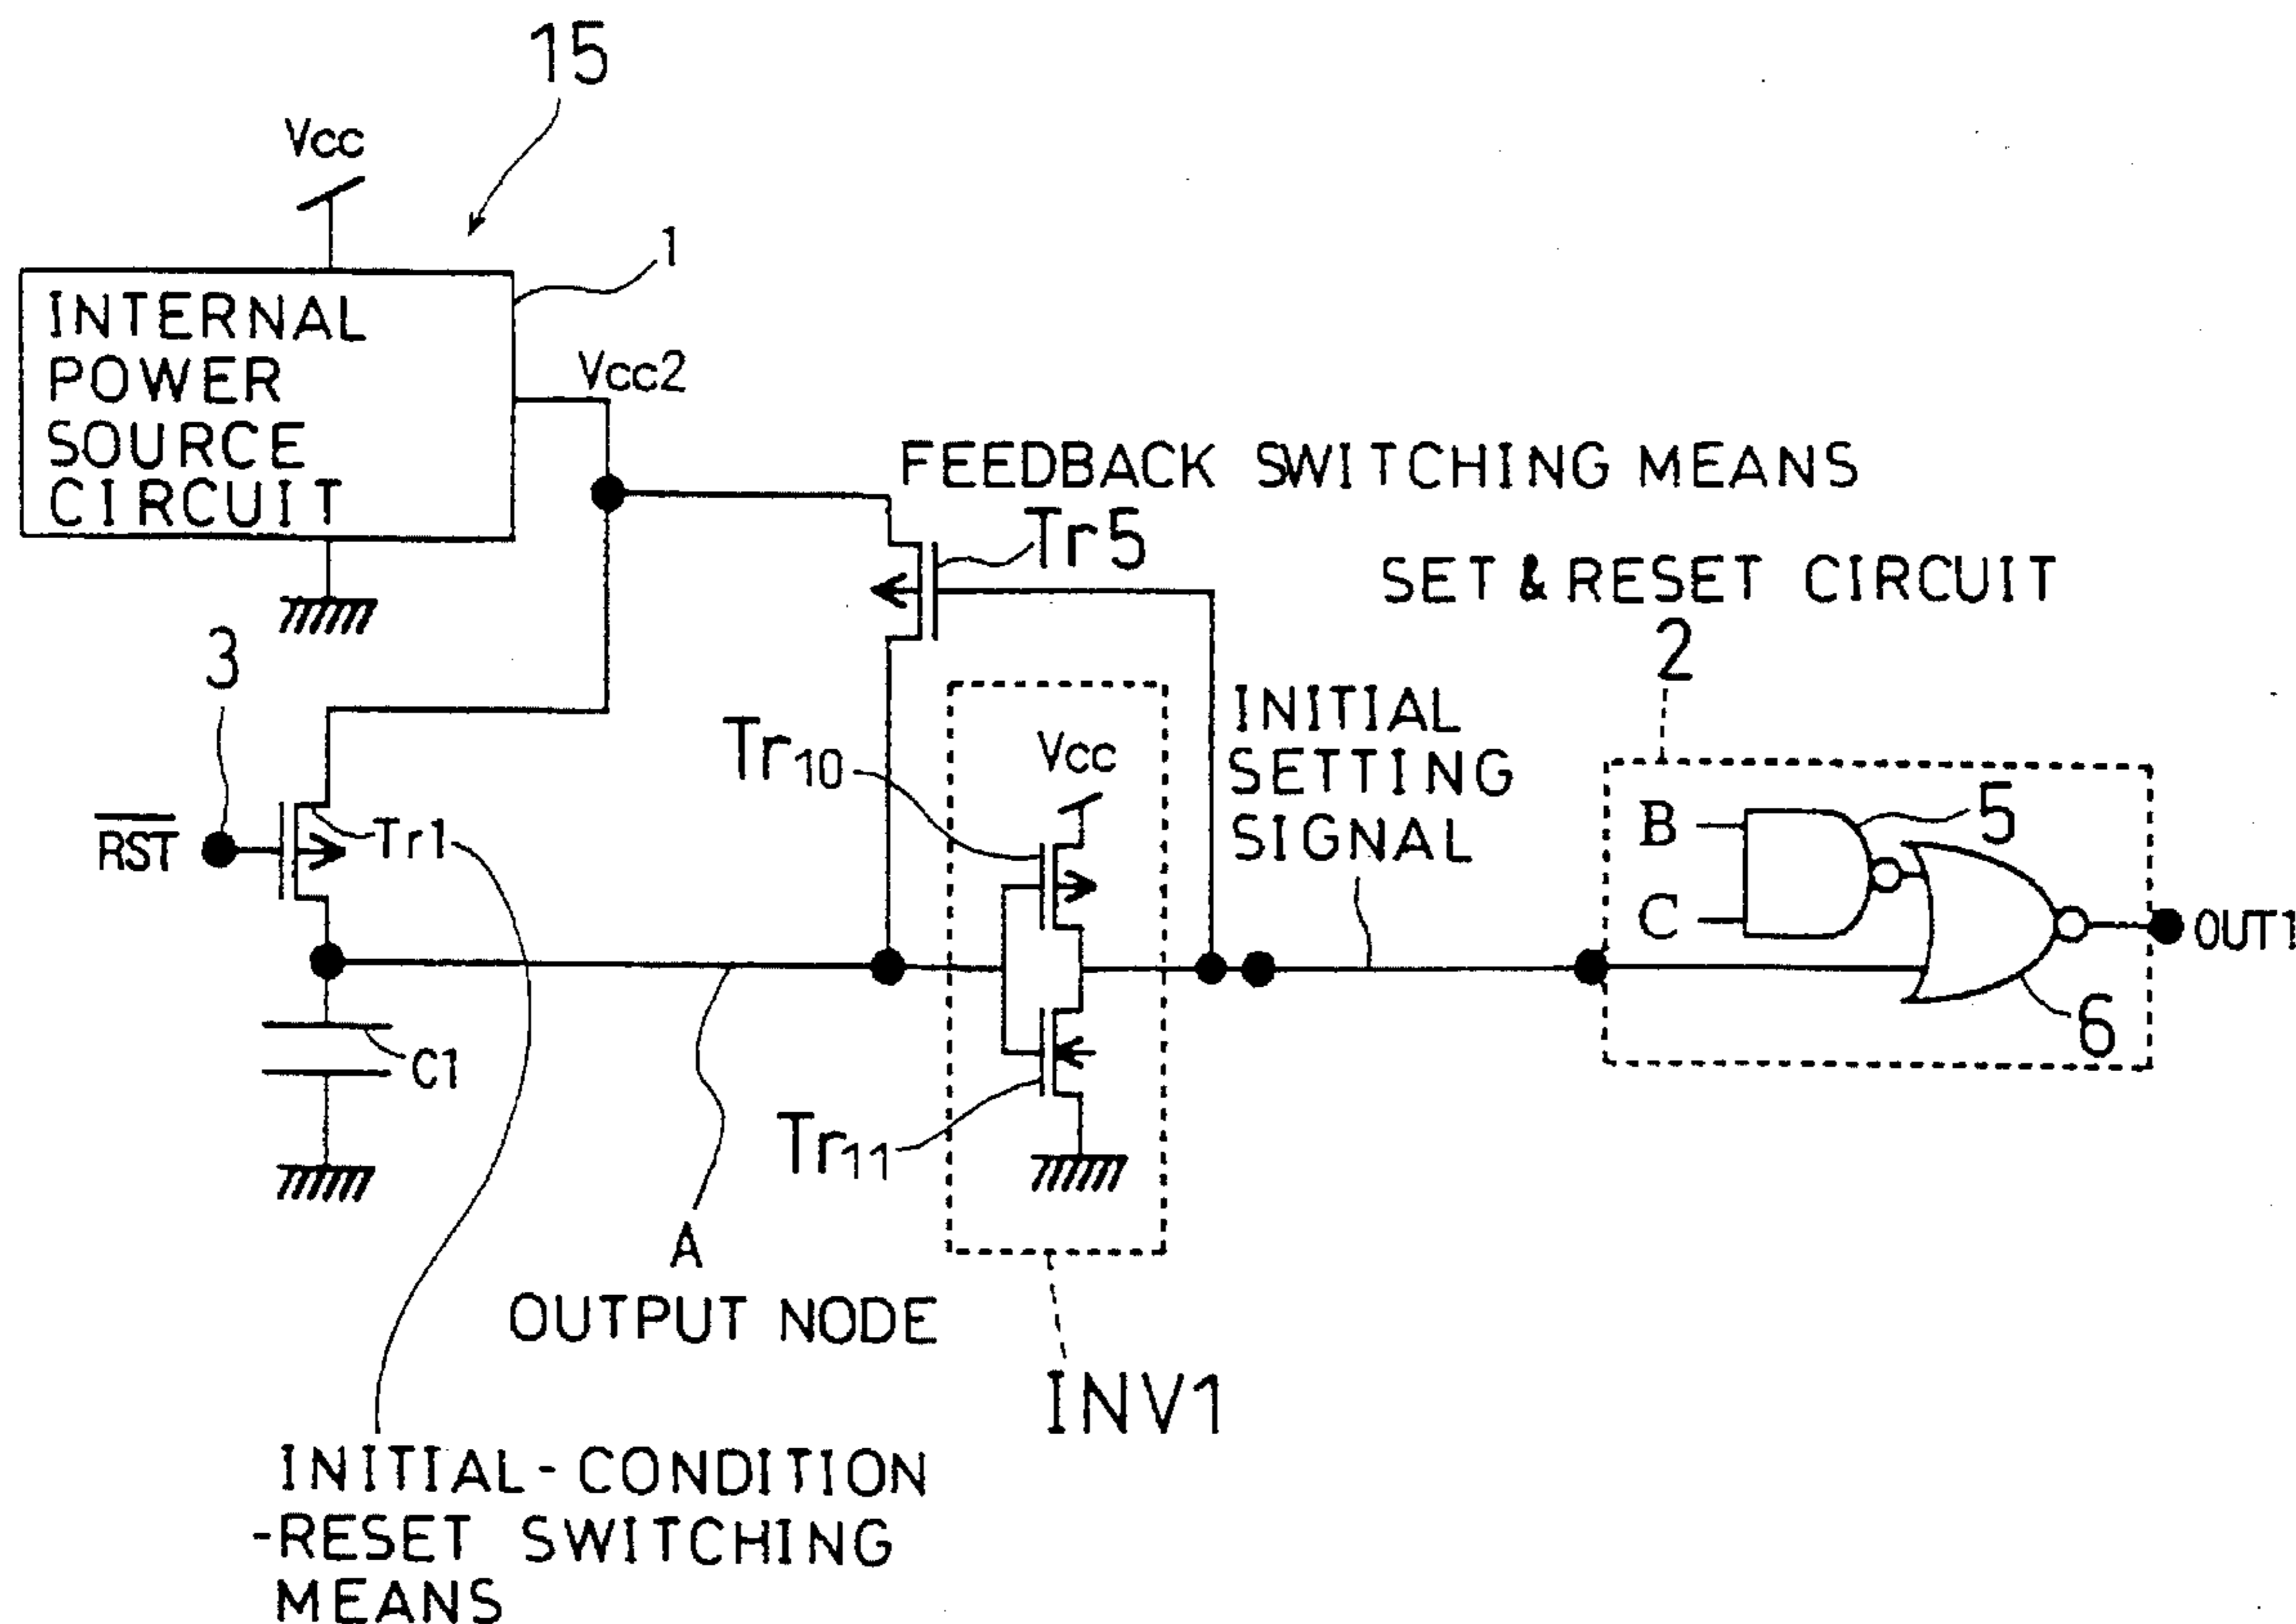 15
Vcc
1
INTERNAL
POWER
SOURCE
CIRCUIT
Vcc2
FEEDBACK SWITCHING MEANS
Tr5
SET & RESET CIRCUIT
2
3
INITIAL
SETTING
SIGNAL
Tr10
Vcc
RST
Tr1
B
C
5
6
OUT1
C1
Tr11
A
OUTPUT NODE
INV1
INITIAL-CONDITION
-RESET SWITCHING
MEANS